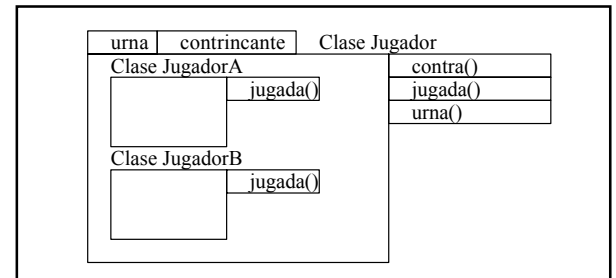 urna contrincante Clase Jugador
Clase JugadorA contra()
jugada() jugada()
urna()
Clase JugadorB
jugada()